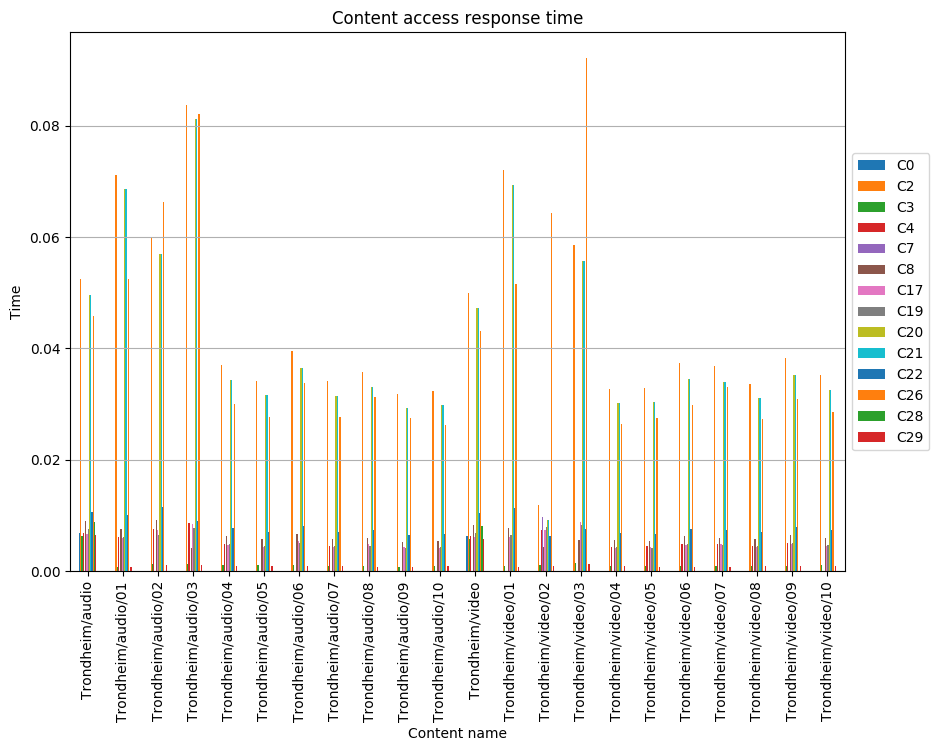 Content access response time
Time
0.08
0.06
0.04
0.02
0.00
Trondheim/audio
Trondheim/audio/01
Trondheim/audio/02
Trondheim/audio/03
Trondheim/audio/04
Trondheim/audio/05
Trondheim/audio/06
Trondheim/audio/07
Trondheim/audio/08
Trondheim/audio/09
Trondheim/audio/10
Trondheim/video
Trondheim/video/01
Trondheim/video/02
Trondheim/video/03
Trondheim/video/04
Trondheim/video/05
Trondheim/video/06
Trondheim/video/07
Trondheim/video/08
Trondheim/video/09
Trondheim/video/10
Content name
C0
C2
C3
C4
C7
C8
C17
C19
C20
C21
C22
C26
C28
C29